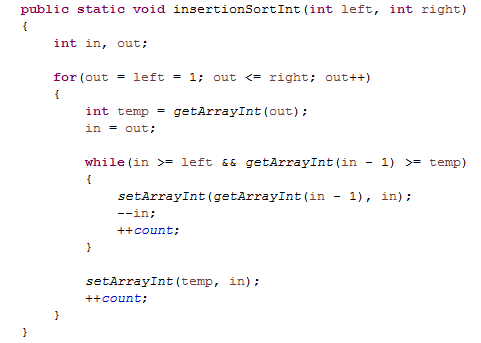 public static void insertionSortInt(int left, int right)
{
    int in, out;
    for(out = left = 1; out <= right; out++)
    {
        int temp = getArrayInt(out);
        in = out;
        while(in >= left && getArrayInt(in - 1) >= temp)
        {
            setArrayInt(getArrayInt(in - 1), in);
            --in;
            ++count;
        }
        setArrayInt(temp, in);
        ++count;
    }
}